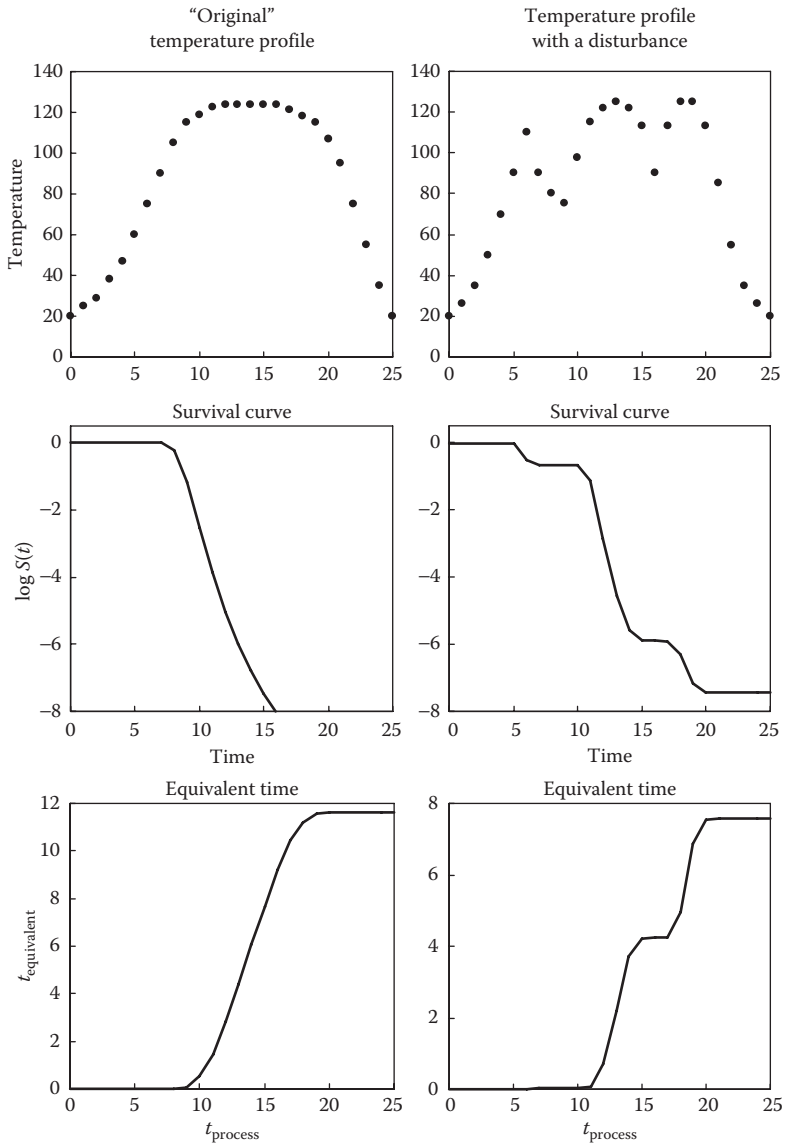 “Original”
temperature profile
Temperature profile
with a disturbance
Temperature
140
120
100
80
60
40
20
0
0 5 10 15 20 25
140
120
100
80
60
40
20
0
0 5 10 15 20 25
Survival curve
log S(t)
0
−2
−4
−6
−8
0 5 10 15 20 25
Time
Survival curve
0
−2
−4
−6
−8
0 5 10 15 20 25
Time
Equivalent time
t equivalent
12
10
8
6
4
2
0
0 5 10 15 20 25
t process
Equivalent time
8
6
4
2
0
0 5 10 15 20 25
t process